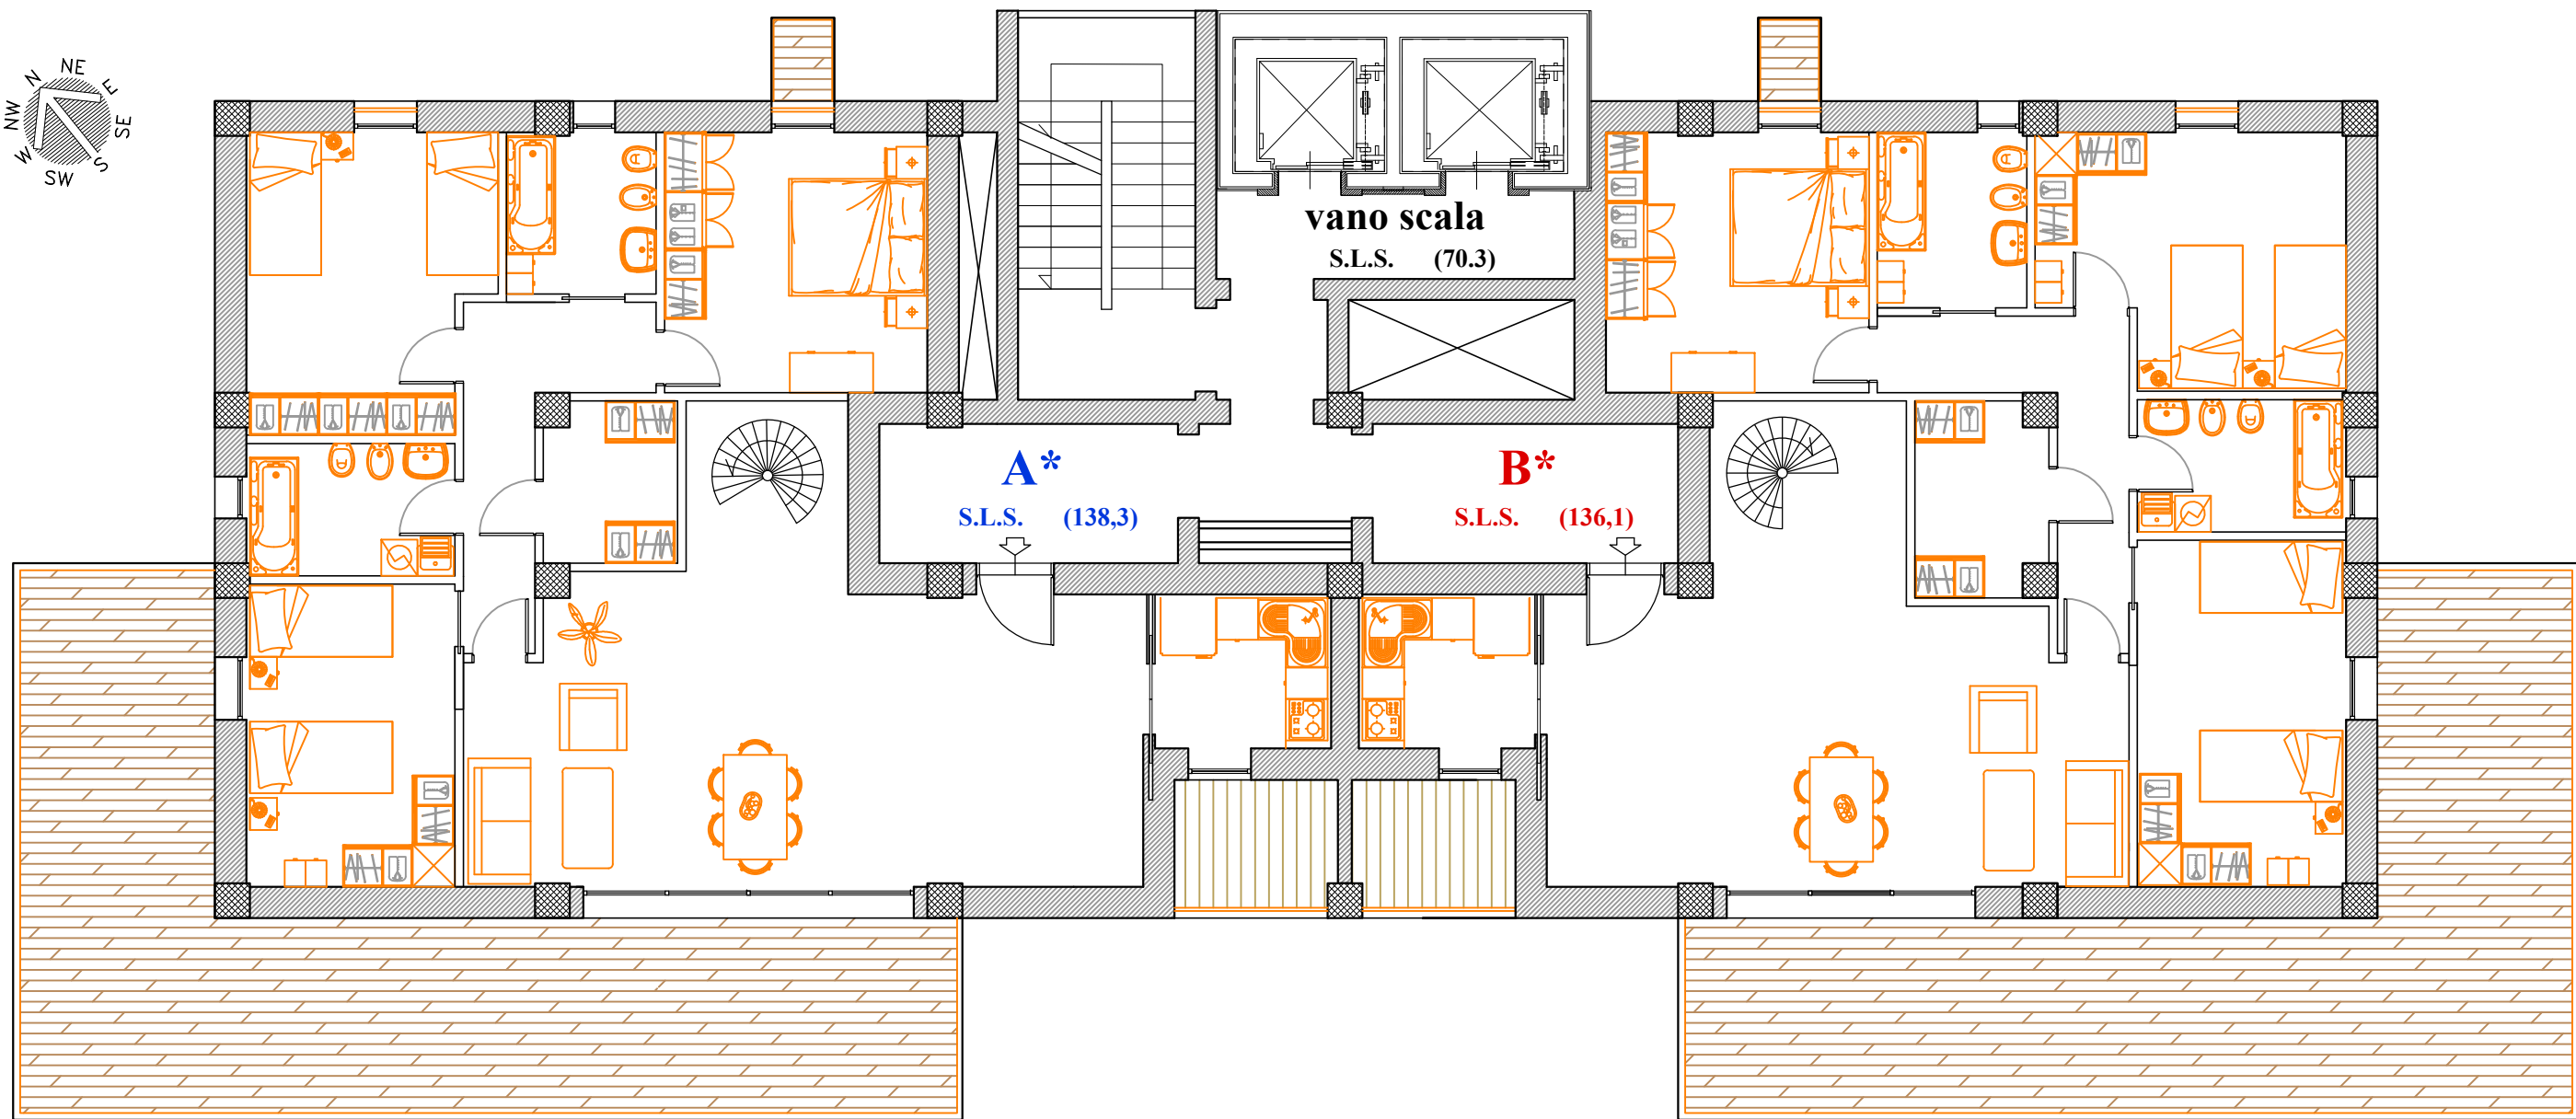 NE
N
E
NW
SE
W
S
SW
vano scala
S.L.S. (70.3)
A*
S.L.S. (138,3)
B*
S.L.S. (136,1)